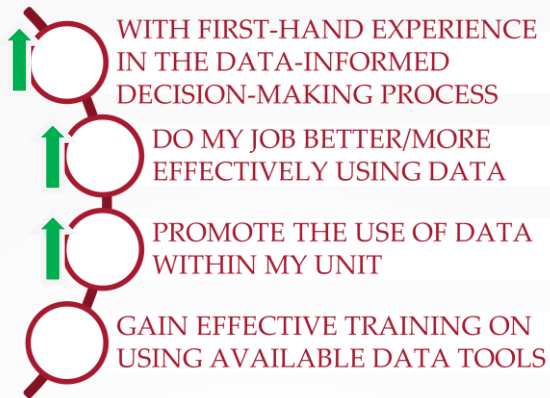 WITH FIRST-HAND EXPERIENCE
IN THE DATA-INFORMED
DECISION-MAKING PROCESS
DO MY JOB BETTER/MORE
EFFECTIVELY USING DATA
PROMOTE THE USE OF DATA
WITHIN MY UNIT
GAIN EFFECTIVE TRAINING ON
USING AVAILABLE DATA TOOLS